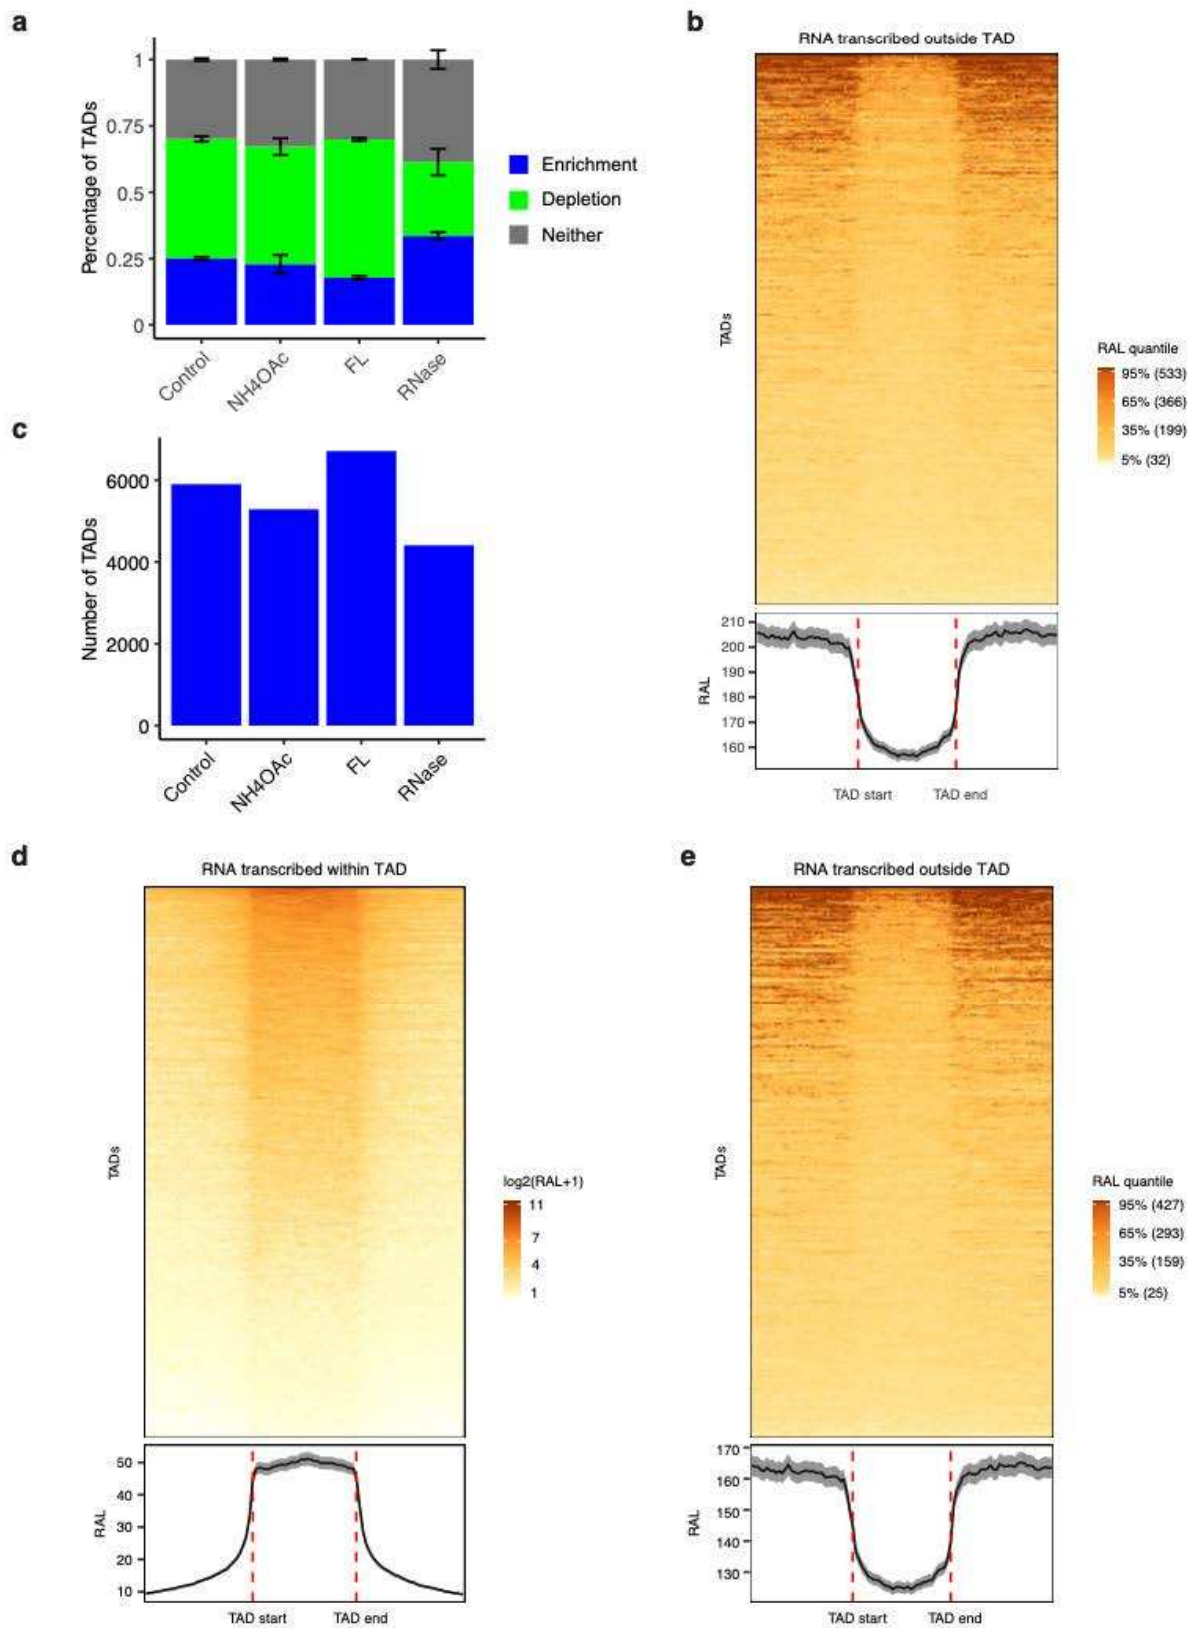 a
1
0.75
0.5
0.25
0
Percentage of TADs
Control
NH4OAc
FL
RNase
Enrichment
Depletion
Neither
b
RNA transcribed outside TAD
TADs
RAL quantile
95% (533)
65% (366)
35% (199)
5% (32)
210
200
190
180
170
160
RAL
TAD start
TAD end
c
6000
4000
2000
0
Number of TADs
Control
NH4OAc
FL
RNase
d
RNA transcribed within TAD
TADs
log2(RAL+1)
11
7
4
1
50
40
30
20
10
RAL
TAD start
TAD end
e
RNA transcribed outside TAD
TADs
RAL quantile
95% (427)
65% (293)
35% (159)
5% (25)
170
160
150
140
130
RAL
TAD start
TAD end